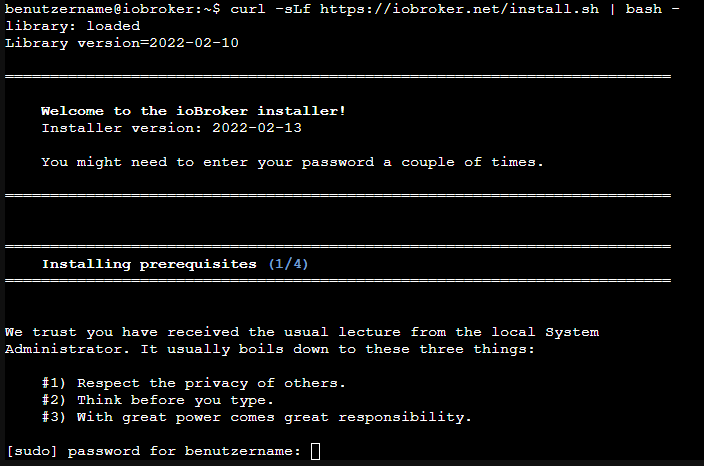 benutzername@iobroker:~$ curl -sLf https://iobroker.net/install.sh | bash -
library: loaded
Library version=2022-02-10
Welcome to the ioBroker installer!
Installer version: 2022-02-13
You might need to enter your password a couple of times.
Installing prerequisites (1/4)
We trust you have received the usual lecture from the local System
Administrator. It usually boils down to these three things:
#1) Respect the privacy of others.
#2) Think before you type.
#3) With great power comes great responsibility.
[sudo] password for benutzername: